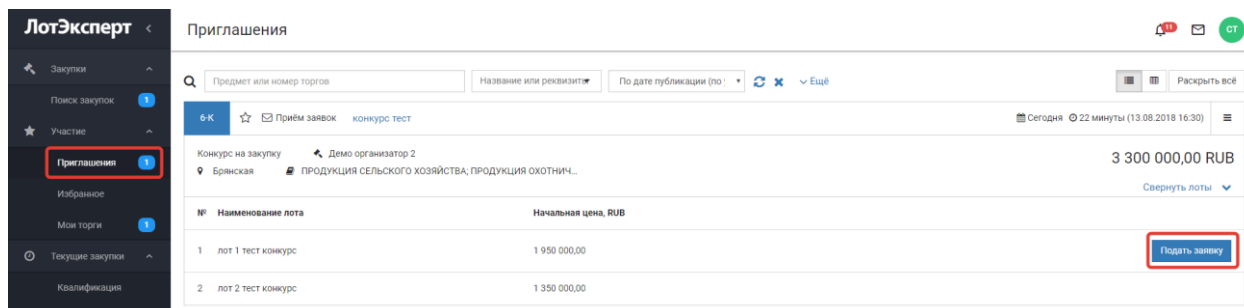 ЛотЭксперт
Приглашения
11
СТ
Закупки
Поиск закупок 1
Участие
Приглашения 1
Избранное
Мои торги 1
Текущие закупки
Квалификация
Предмет или номер торгов
Название или реквизиты
По дате публикации (по
Ещё
Раскрыть всё
6-К Приём заявок конкурс тест Сегодня 22 минуты (13.08.2018 16:30)
Конкурс на закупку Демо организатор 2 3 300 000,00 RUB
Брянская ПРОДУКЦИЯ СЕЛЬСКОГО ХОЗЯЙСТВА; ПРОДУКЦИЯ ОХОТНИЧ...
Свернуть лоты
№ Наименование лота Начальная цена, RUB
1 лот 1 тест конкурс 1 950 000,00 Подать заявку
2 лот 2 тест конкурс 1 350 000,00